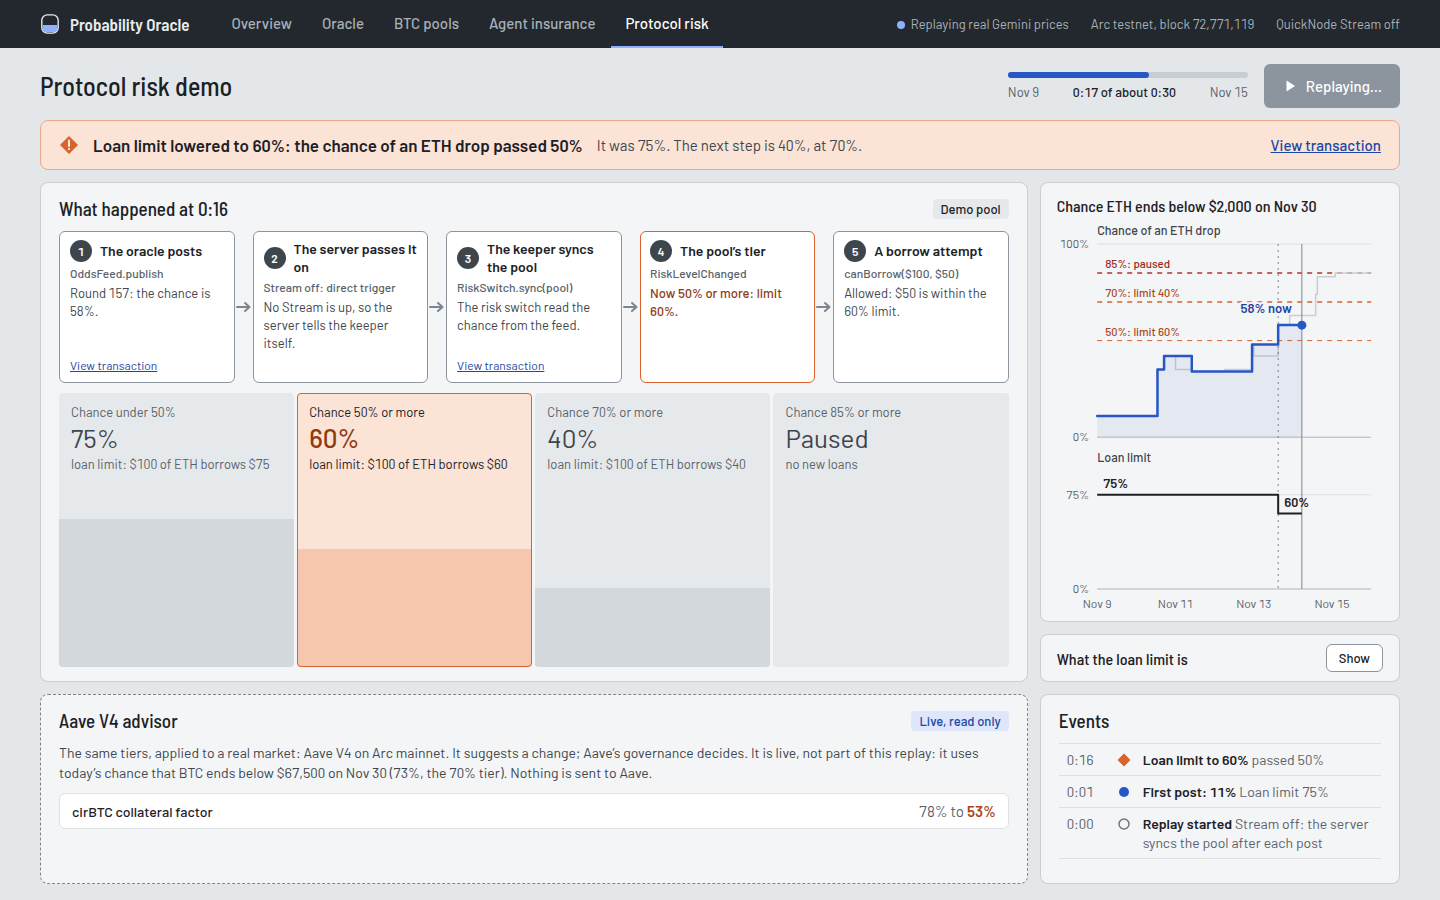 Probability Oracle
Overview
Oracle
BTC pools
Agent insurance
Protocol risk
Replaying real Gemini prices
Arc testnet, block 72,771,119
QuickNode Stream off
Protocol risk demo
Nov 9
0:17 of about 0:30
Nov 15
Replaying...
Loan limit lowered to 60%: the chance of an ETH drop passed 50%
It was 75%. The next step is 40%, at 70%.
View transaction
What happened at 0:16
Demo pool
1 The oracle posts
OddsFeed.publish
Round 157: the chance is
58%.
View transaction
2 The server passes it
on
Stream off: direct trigger
No Stream is up, so the
server tells the keeper
itself.
3 The keeper syncs
the pool
RiskSwitch.sync(pool)
The risk switch read the
chance from the feed.
View transaction
4 The pool's tier
RiskLevelChanged
Now 50% or more: limit
60%.
5 A borrow attempt
canBorrow($100, $50)
Allowed: $50 is within the
60% limit.
Chance under 50%
75%
loan limit: $100 of ETH borrows $75
Chance 50% or more
60%
loan limit: $100 of ETH borrows $60
Chance 70% or more
40%
loan limit: $100 of ETH borrows $40
Chance 85% or more
Paused
no new loans
Chance ETH ends below $2,000 on Nov 30
Chance of an ETH drop
100%
85%: paused
70%: limit 40%
58% now
50%: limit 60%
0%
Loan limit
75%
75%
60%
0%
Nov 9
Nov 11
Nov 13
Nov 15
What the loan limit is
Show
Aave V4 advisor
Live, read only
The same tiers, applied to a real market: Aave V4 on Arc mainnet. It suggests a change; Aave's governance decides. It is live, not part of this replay: it uses
today's chance that BTC ends below $67,500 on Nov 30 (73%, the 70% tier). Nothing is sent to Aave.
cirBTC collateral factor
78% to 53%
Events
0:16 Loan limit to 60% passed 50%
0:01 First post: 11% Loan limit 75%
0:00 Replay started Stream off: the server
syncs the pool after each post